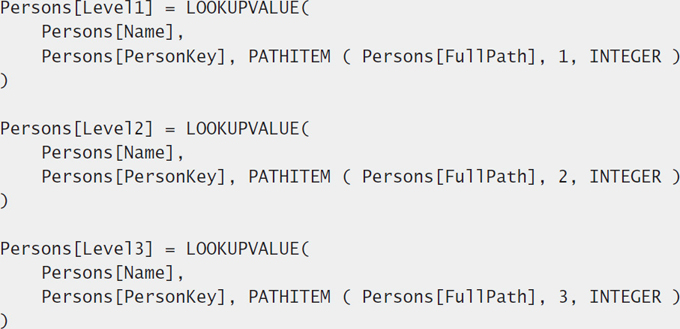 Persons[Level1] = LOOKUPVALUE(
    Persons[Name],
    Persons[PersonKey], PATHITEM ( Persons[FullPath], 1, INTEGER )
)

Persons[Level2] = LOOKUPVALUE(
    Persons[Name],
    Persons[PersonKey], PATHITEM ( Persons[FullPath], 2, INTEGER )
)

Persons[Level3] = LOOKUPVALUE(
    Persons[Name],
    Persons[PersonKey], PATHITEM ( Persons[FullPath], 3, INTEGER )
)